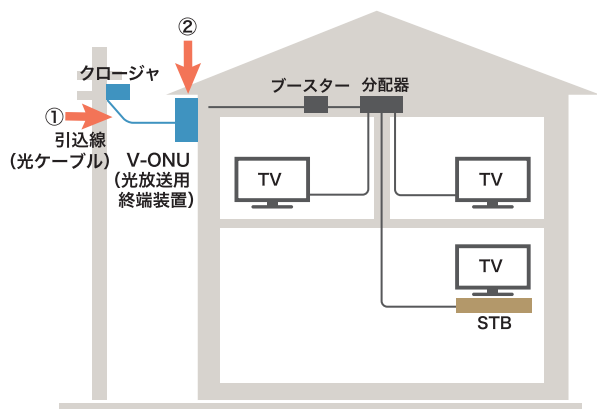 ②
クロージャ
ブースター
分配器
①
引込線
(光ケーブル)
V-ONU
(光放送用
終端装置)
TV
TV
TV
STB